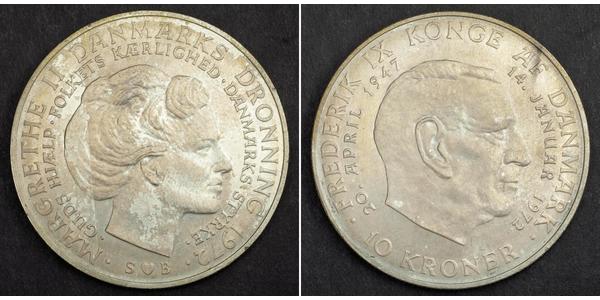 MARGRETHE II DANMARKS DRONNING 1972
GUDS HJÆLP · FOLKETS KÆRLIGHED · DANMARKS STYRKE ·
S♥B
· FREDERIK IX KONGE AF DANMARK ·
20. APRIL 1947
14. JANUAR 1972
10 KRONER